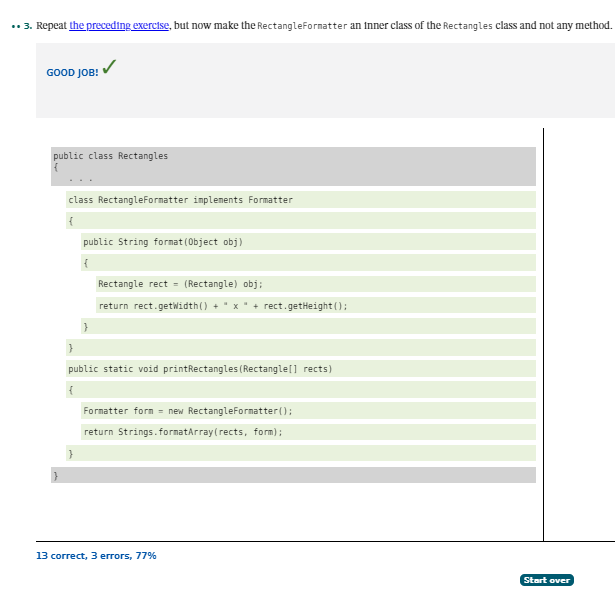 •• 3. Repeat the preceding exercise, but now make the RectangleFormatter an inner class of the Rectangles class and not any method.
GOOD JOB! ✓
public class Rectangles
{
. . .
class RectangleFormatter implements Formatter
{
public String format(Object obj)
{
Rectangle rect = (Rectangle) obj;
return rect.getWidth() + " x " + rect.getHeight();
}
}
public static void printRectangles(Rectangle[] rects)
{
Formatter form = new RectangleFormatter();
return Strings.formatArray(rects, form);
}
}
13 correct, 3 errors, 77%
Start over